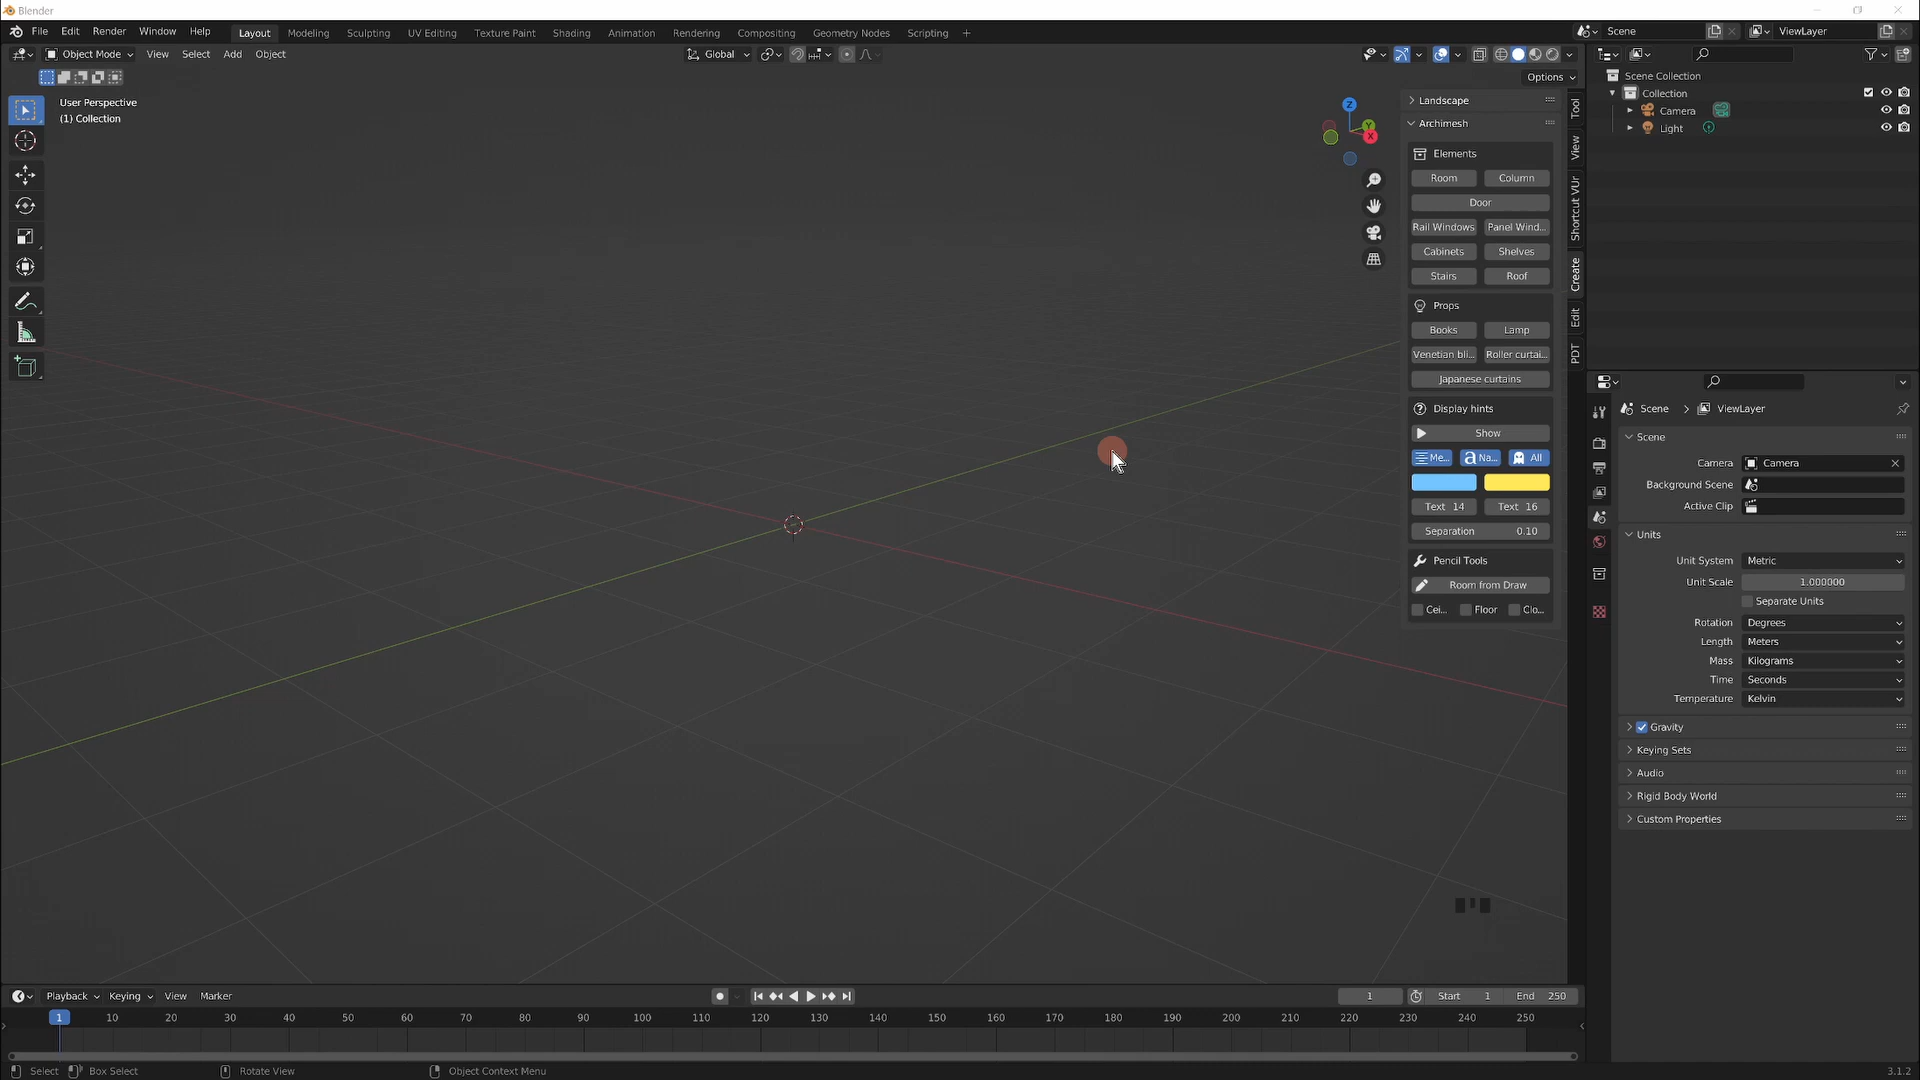 Blender
File Edit Render Window Help
Layout Modeling Sculpting UV Editing Texture Paint Shading Animation Rendering Compositing Geometry Nodes Scripting +
Scene
ViewLayer
Object Mode View Select Add Object
Global
Options
User Perspective
(1) Collection
Z
Y
X
Landscape
Archimesh
Elements
Room Column
Door
Rail Windows Panel Wind...
Cabinets Shelves
Stairs Roof
Props
Books Lamp
Venetian bli... Roller curtai...
Japanese curtains
Display hints
Show
Me... Na... All
Text 14 Text 16
Separation 0.10
Pencil Tools
Room from Draw
Cei... Floor Clo...
Tool
View
Shortcut VUr
Create
Edit
PDT
Scene Collection
Collection
Camera
Light
Scene > ViewLayer
Scene
Camera Camera
Background Scene
Active Clip
Units
Unit System Metric
Unit Scale 1.000000
Separate Units
Rotation Degrees
Length Meters
Mass Kilograms
Time Seconds
Temperature Kelvin
Gravity
Keying Sets
Audio
Rigid Body World
Custom Properties
Playback Keying View Marker
1 Start 1 End 250
1 10 20 30 40 50 60 70 80 90 100 110 120 130 140 150 160 170 180 190 200 210 220 230 240 250
Select Box Select Rotate View Object Context Menu
3.1.2